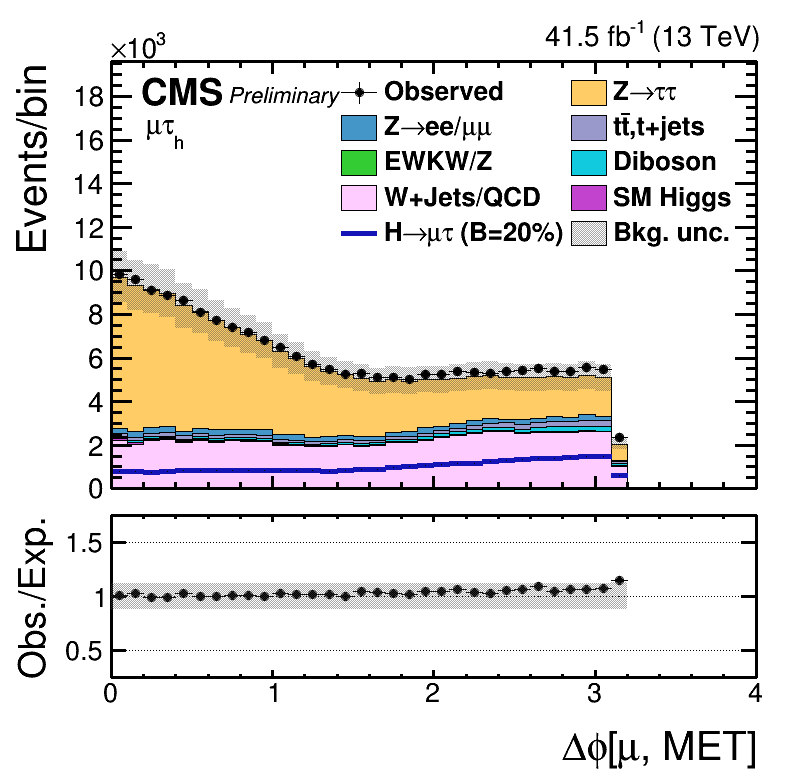 ×10³ 41.5 fb⁻¹ (13 TeV)
CMS Preliminary
μτₕ
Observed Z→ττ
Z→ee/μμ tt̄,t+jets
EWKW/Z Diboson
W+Jets/QCD SM Higgs
H→μτ (B=20%) Bkg. unc.
Events/bin
18
16
14
12
10
8
6
4
2
0
Obs./Exp.
1.5
1
0.5
0 1 2 3 4
Δϕ[μ, MET]